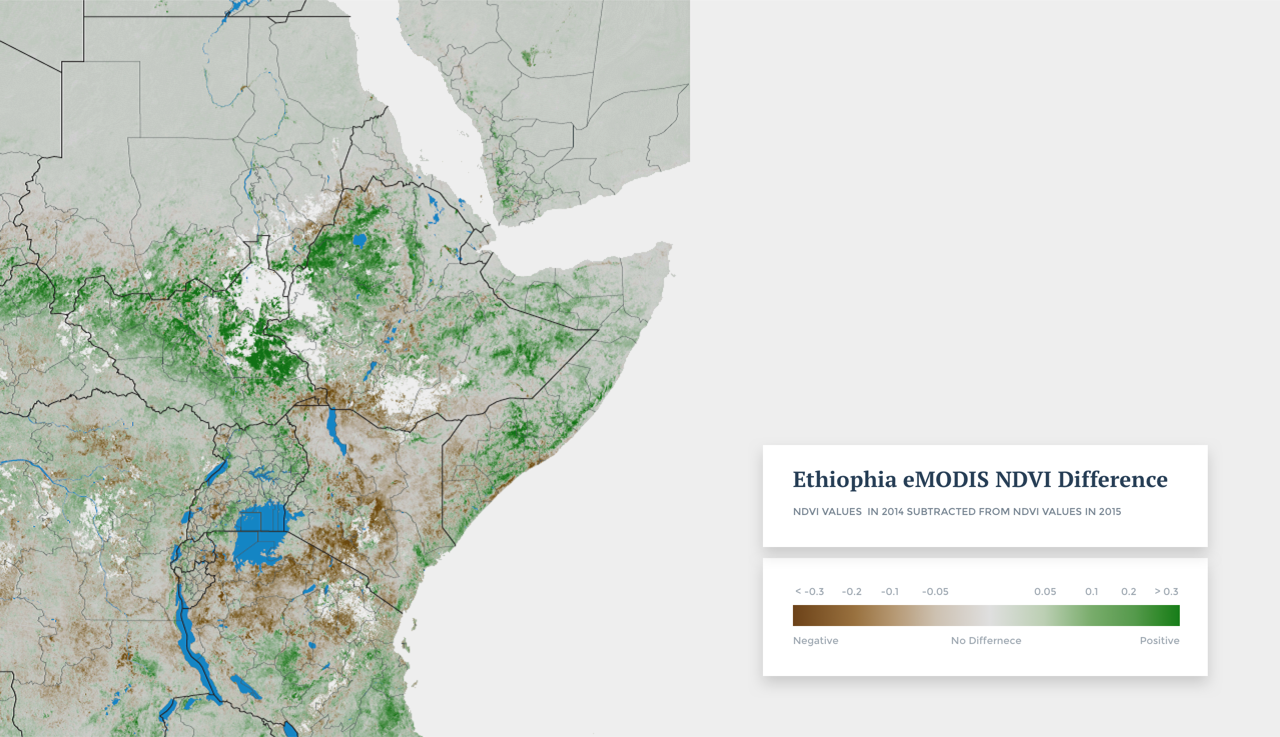 Ethiophia eMODIS NDVI Difference
NDVI VALUES IN 2014 SUBTRACTED FROM NDVI VALUES IN 2015
< -0.3 -0.2 -0.1 -0.05 0.05 0.1 0.2 > 0.3
Negative No Differnece Positive